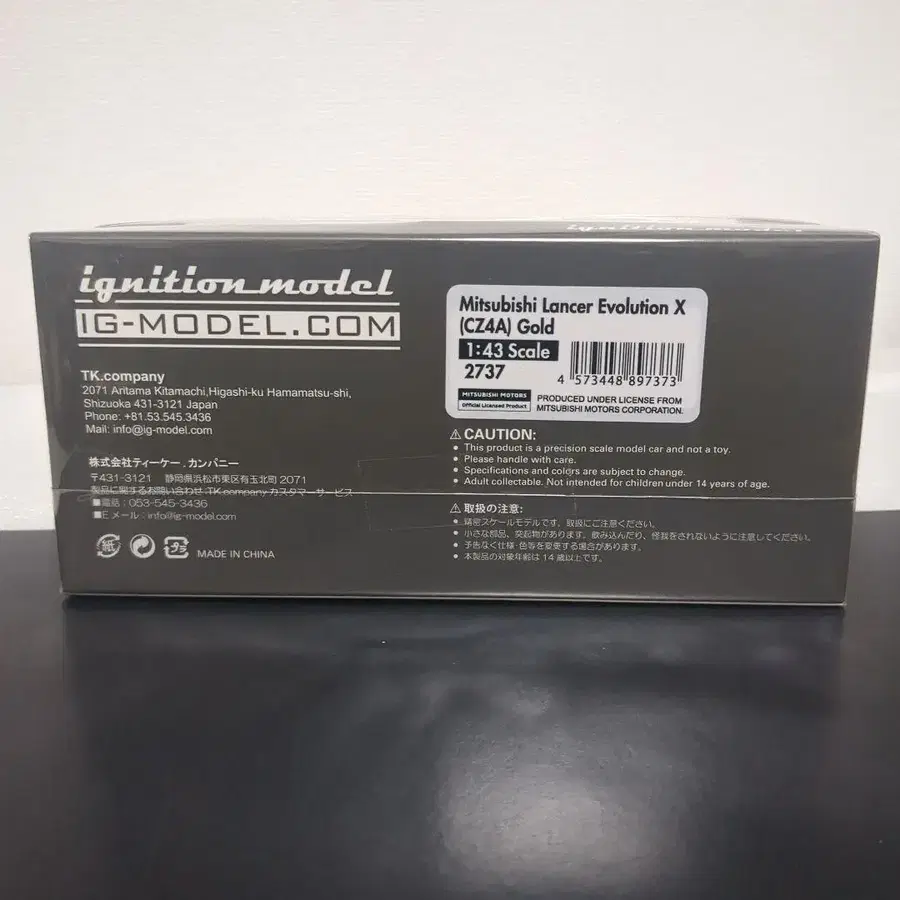 ignition model
ignition model
IG-MODEL.COM
TK.company
2071 Aritama Kitamachi,Higashi-ku Hamamatsu-shi,
Shizuoka 431-3121 Japan
Phone: +81.53.545.3436
Mail: info@ig-model.com
株式会社ティーケー.カンパニー
〒431-3121 静岡県浜松市東区有玉北町 2071
製品に関するお問い合わせ:TK.company カスタマーサービス
■電話：053-545-3436
■E メール：info@ig-model.com
紙
プラ
MADE IN CHINA
Mitsubishi Lancer Evolution X
(CZ4A) Gold
1:43 Scale
2737
4 573448 897373
MITSUBISHI MOTORS
Official Licensed Product
PRODUCED UNDER LICENSE FROM
MITSUBISHI MOTORS CORPORATION.
⚠CAUTION:
• This product is a precision scale model car and not a toy.
• Please handle with care.
• Specifications and colors are subject to change.
• Adult collectable. Not intended for children under 14 years of age.
⚠取扱の注意:
• 精密スケールモデルです。取扱にご注意ください。
• 小さな部品、突起物があります。飲み込んだり、怪我をされないように注意してください。
• 予告なく仕様・色等を変更する場合があります。
• 本製品の対象年齢は 14 歳以上です。